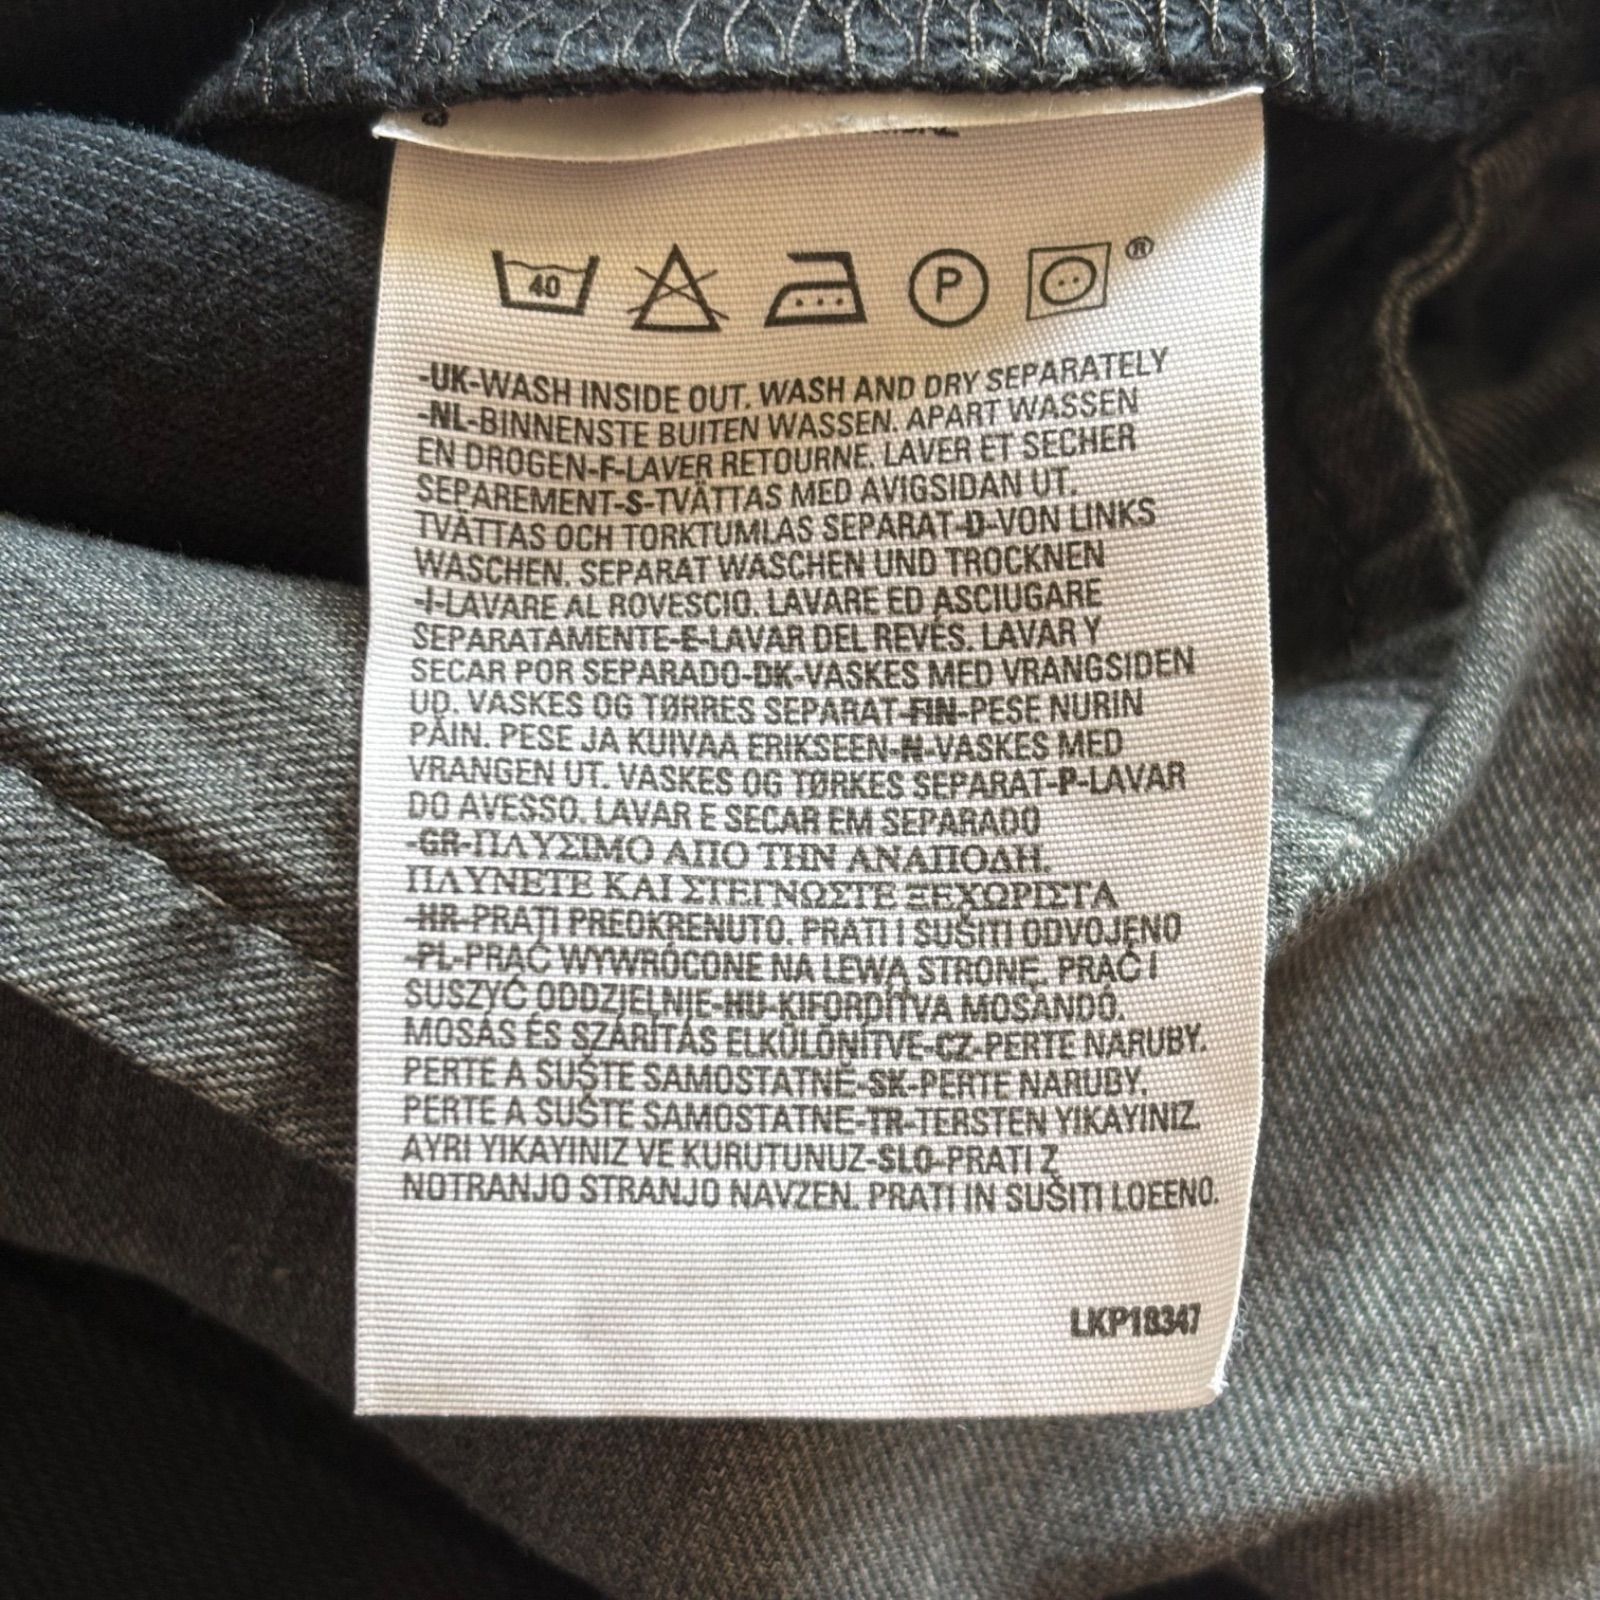 40
P
®
-UK-WASH INSIDE OUT. WASH AND DRY SEPARATELY
-NL-BINNENSTE BUITEN WASSEN. APART WASSEN
EN DROGEN-F-LAVER RETOURNE. LAVER ET SECHER
SEPAREMENT-S-TVÄTTAS MED AVIGSIDAN UT.
TVÄTTAS OCH TORKTUMLAS SEPARAT-D-VON LINKS
WASCHEN. SEPARAT WASCHEN UND TROCKNEN
-I-LAVARE AL ROVESCIO. LAVARE ED ASCIUGARE
SEPARATAMENTE-E-LAVAR DEL REVÉS. LAVAR Y
SECAR POR SEPARADO-DK-VASKES MED VRANGSIDEN
UD. VASKES OG TØRRES SEPARAT-FIN-PESE NURIN
PÄIN. PESE JA KUIVAA ERIKSEEN-N-VASKES MED
VRANGEN UT. VASKES OG TØRKES SEPARAT-P-LAVAR
DO AVESSO. LAVAR E SECAR EM SEPARADO
-GR-ΠΛΥΣΙΜΟ ΑΠΟ ΤΗΝ ΑΝΑΠΟΔΗ.
ΠΛΥΝΕΤΕ ΚΑΙ ΣΤΕΓΝΩΣΤΕ ΞΕΧΩΡΙΣΤΑ
-HR-PRATI PREOKRENUTO. PRATI I SUŠITI ODVOJENO
-PL-PRAĆ WYWRÓCONE NA LEWĄ STRONĘ. PRAĆ I
SUSZYĆ ODDZIELNIE-HU-KIFORDÍTVA MOSANDÓ.
MOSÁS ÉS SZÁRÍTÁS ELKÜLÖNÍTVE-CZ-PERTE NARUBY.
PERTE A SUŠTE SAMOSTATNĚ-SK-PERTE NARUBY.
PERTE A SUŠTE SAMOSTATNE-TR-TERSTEN YIKAYINIZ.
AYRI YIKAYINIZ VE KURUTUNUZ-SLO-PRATI Z
NOTRANJO STRANJO NAVZEN. PRATI IN SUŠITI LOEENO.
LKP18347